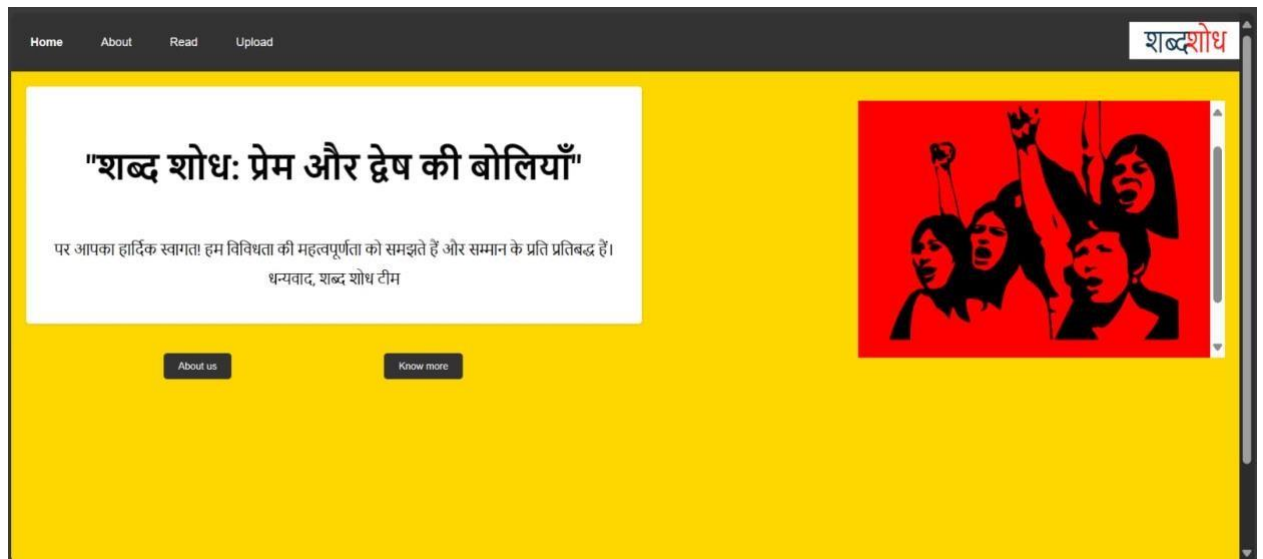 Home About Read Upload
शब्दशोध
"शब्द शोध: प्रेम और द्वेष की बोलियाँ"
पर आपका हार्दिक स्वागत! हम विविधता की महत्वपूर्णता को समझते हैं और सम्मान के प्रति प्रतिबद्ध हैं।
धन्यवाद, शब्द शोध टीम
About us Know more